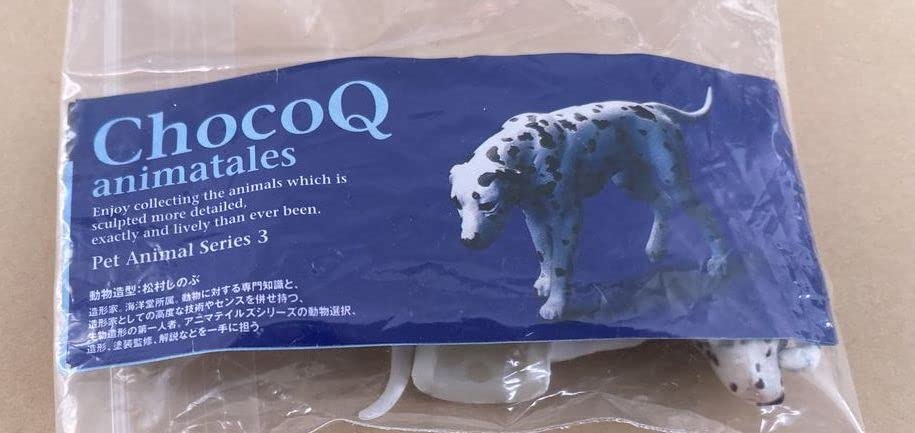 ChocoQ
animatales
Enjoy collecting the animals which is
sculpted more detailed,
exactly and lively than ever been.
Pet Animal Series 3
動物造型:松村しのぶ
造形家。海洋堂所属。動物に対する専門知識と、
造形家としての高度な技術やセンスを併せ持つ、
生物造形の第一人者。アニマテイルズシリーズの動物選択、
造形、塗装監修、解説などを一手に担う。